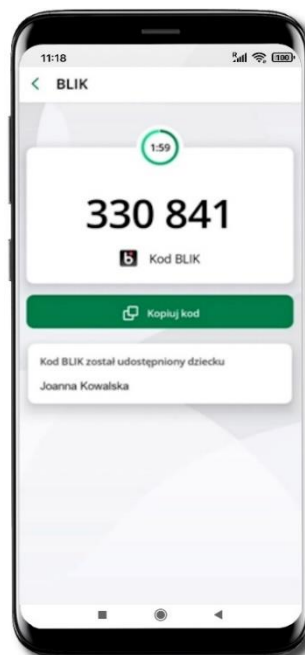 11:18
100
BLIK
1:59
330 841
Kod BLIK
Kopiuj kod
Kod BLIK został udostępniony dziecku
Joanna Kowalska